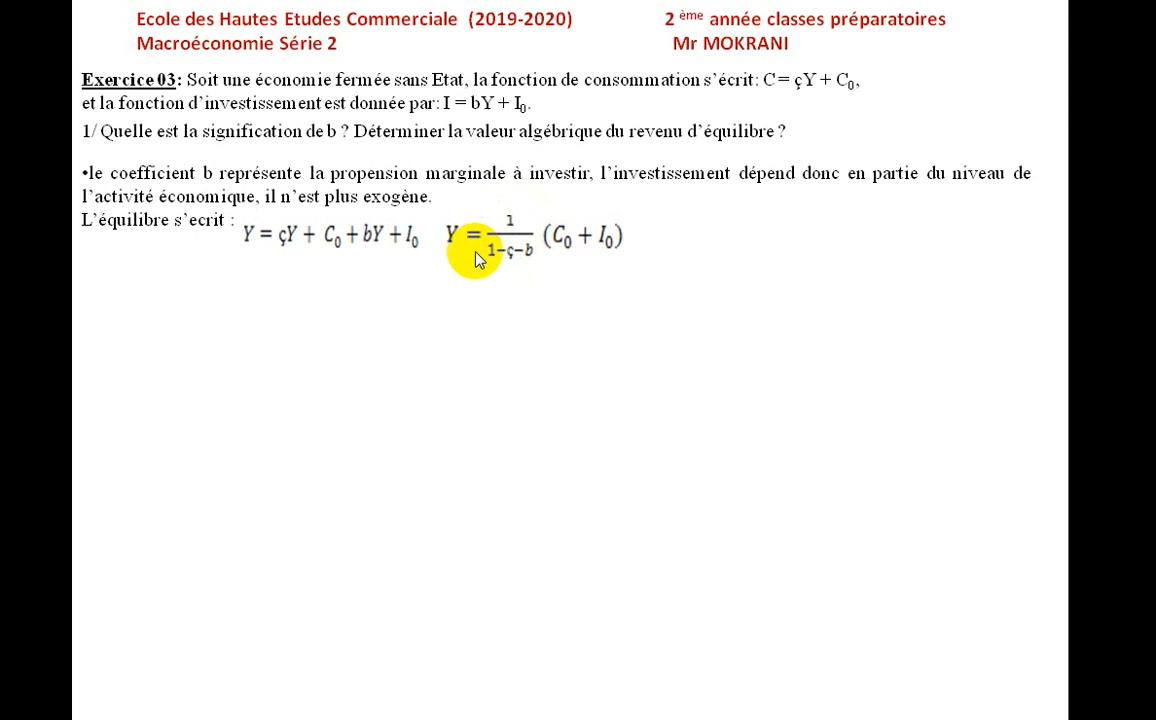 Ecole des Hautes Etudes Commerciale (2019-2020) 2 ème année classes préparatoires
Macroéconomie Série 2 Mr MOKRANI
Exercice 03: Soit une économie fermée sans Etat, la fonction de consommation s’écrit: C = çY + C₀,
et la fonction d’investissement est donnée par: I = bY + I₀.
1/ Quelle est la signification de b ? Déterminer la valeur algébrique du revenu d’équilibre ?
•le coefficient b représente la propension marginale à investir, l’investissement dépend donc en partie du niveau de
l’activité économique, il n’est plus exogène.
L’équilibre s’ecrit : Y = çY + C₀ + bY + I₀ Y = 1/(1−ç−b) (C₀ + I₀)